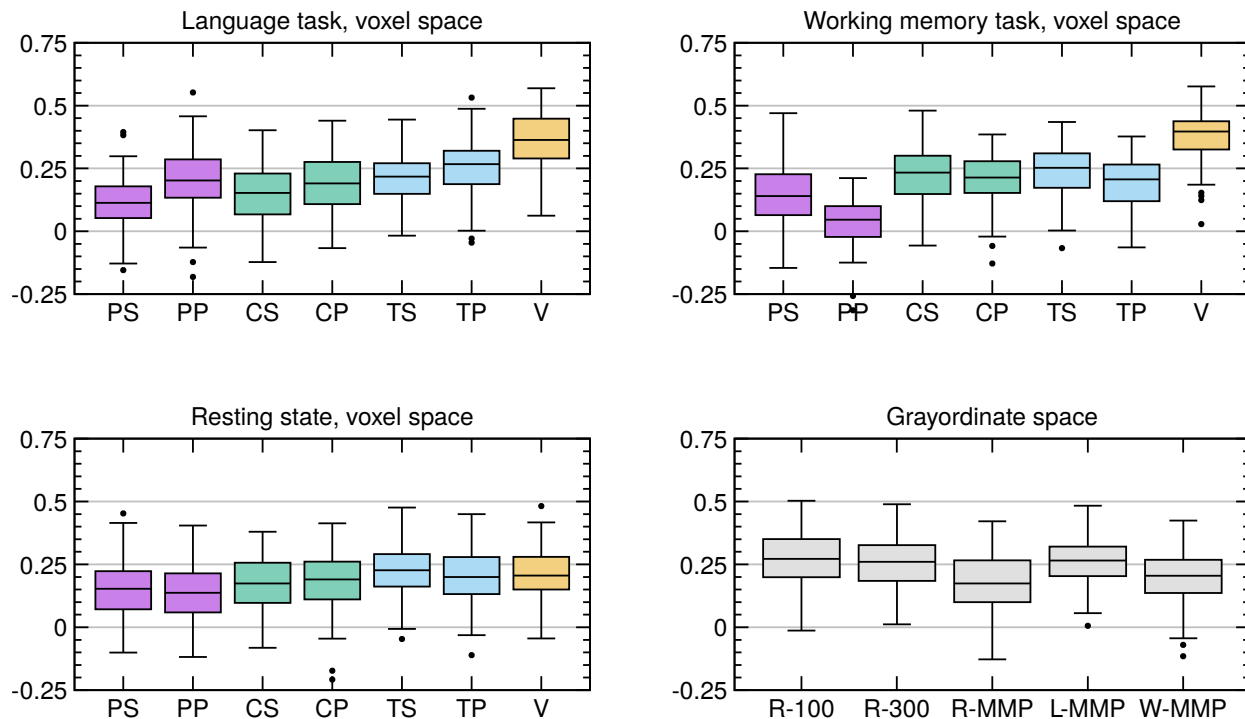 Language task, voxel space
0.75
0.5
0.25
0
-0.25
PS PP CS CP TS TP V
Working memory task, voxel space
0.75
0.5
0.25
0
-0.25
PS PP CS CP TS TP V
Resting state, voxel space
0.75
0.5
0.25
0
-0.25
PS PP CS CP TS TP V
Grayordinate space
0.75
0.5
0.25
0
-0.25
R-100 R-300 R-MMP L-MMP W-MMP